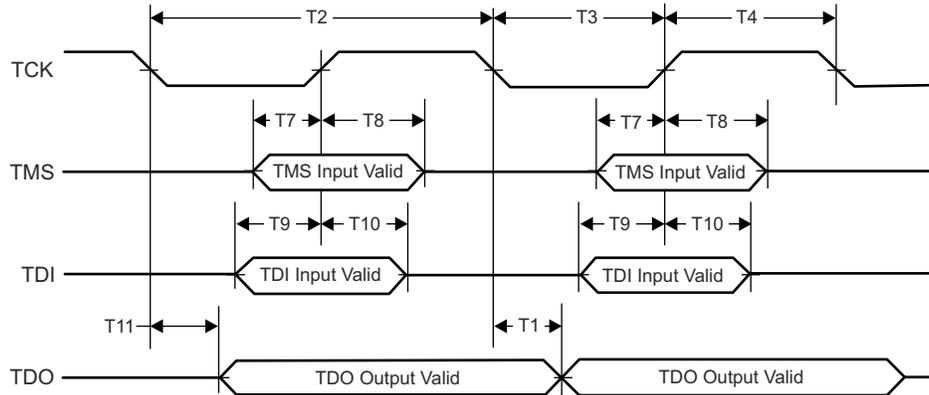 T2 T3 T4
TCK
T7 T8 T7 T8
TMS TMS Input Valid TMS Input Valid
T9 T10 T9 T10
TDI TDI Input Valid TDI Input Valid
T11 T1
TDO TDO Output Valid TDO Output Valid